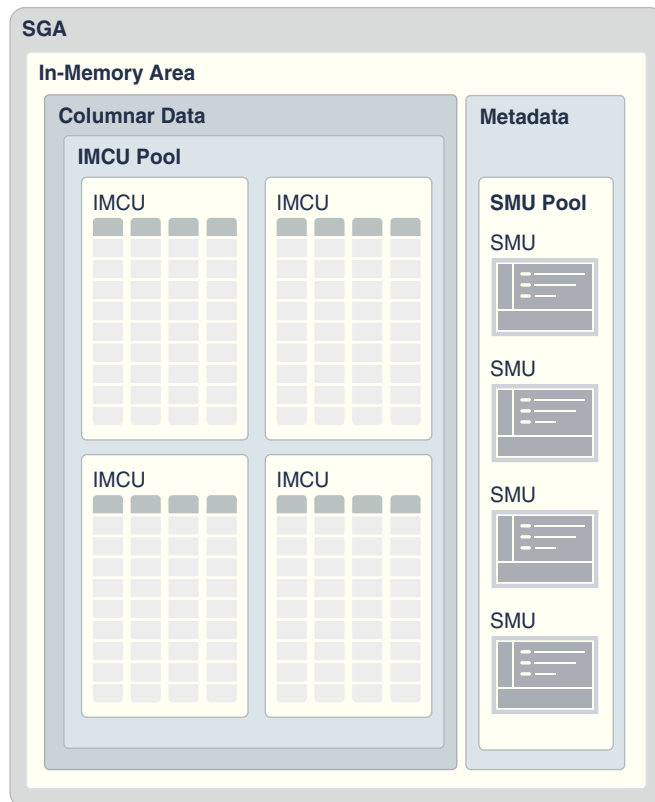 SGA
In-Memory Area
Columnar Data
IMCU Pool
IMCU
IMCU
IMCU
IMCU
Metadata
SMU Pool
SMU
SMU
SMU
SMU